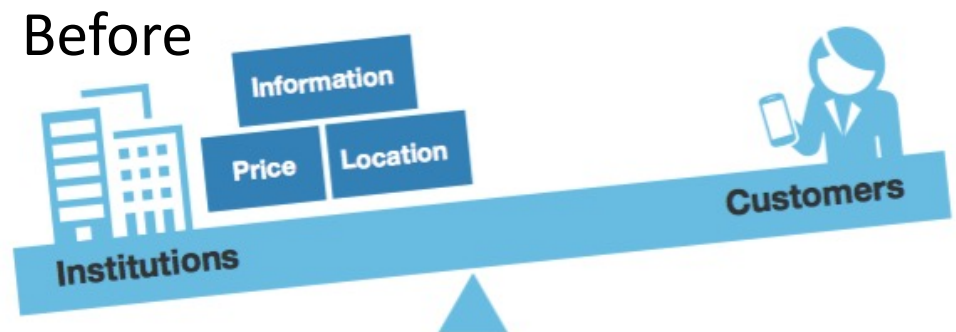 Before
Information
Price
Location
Customers
Institutions